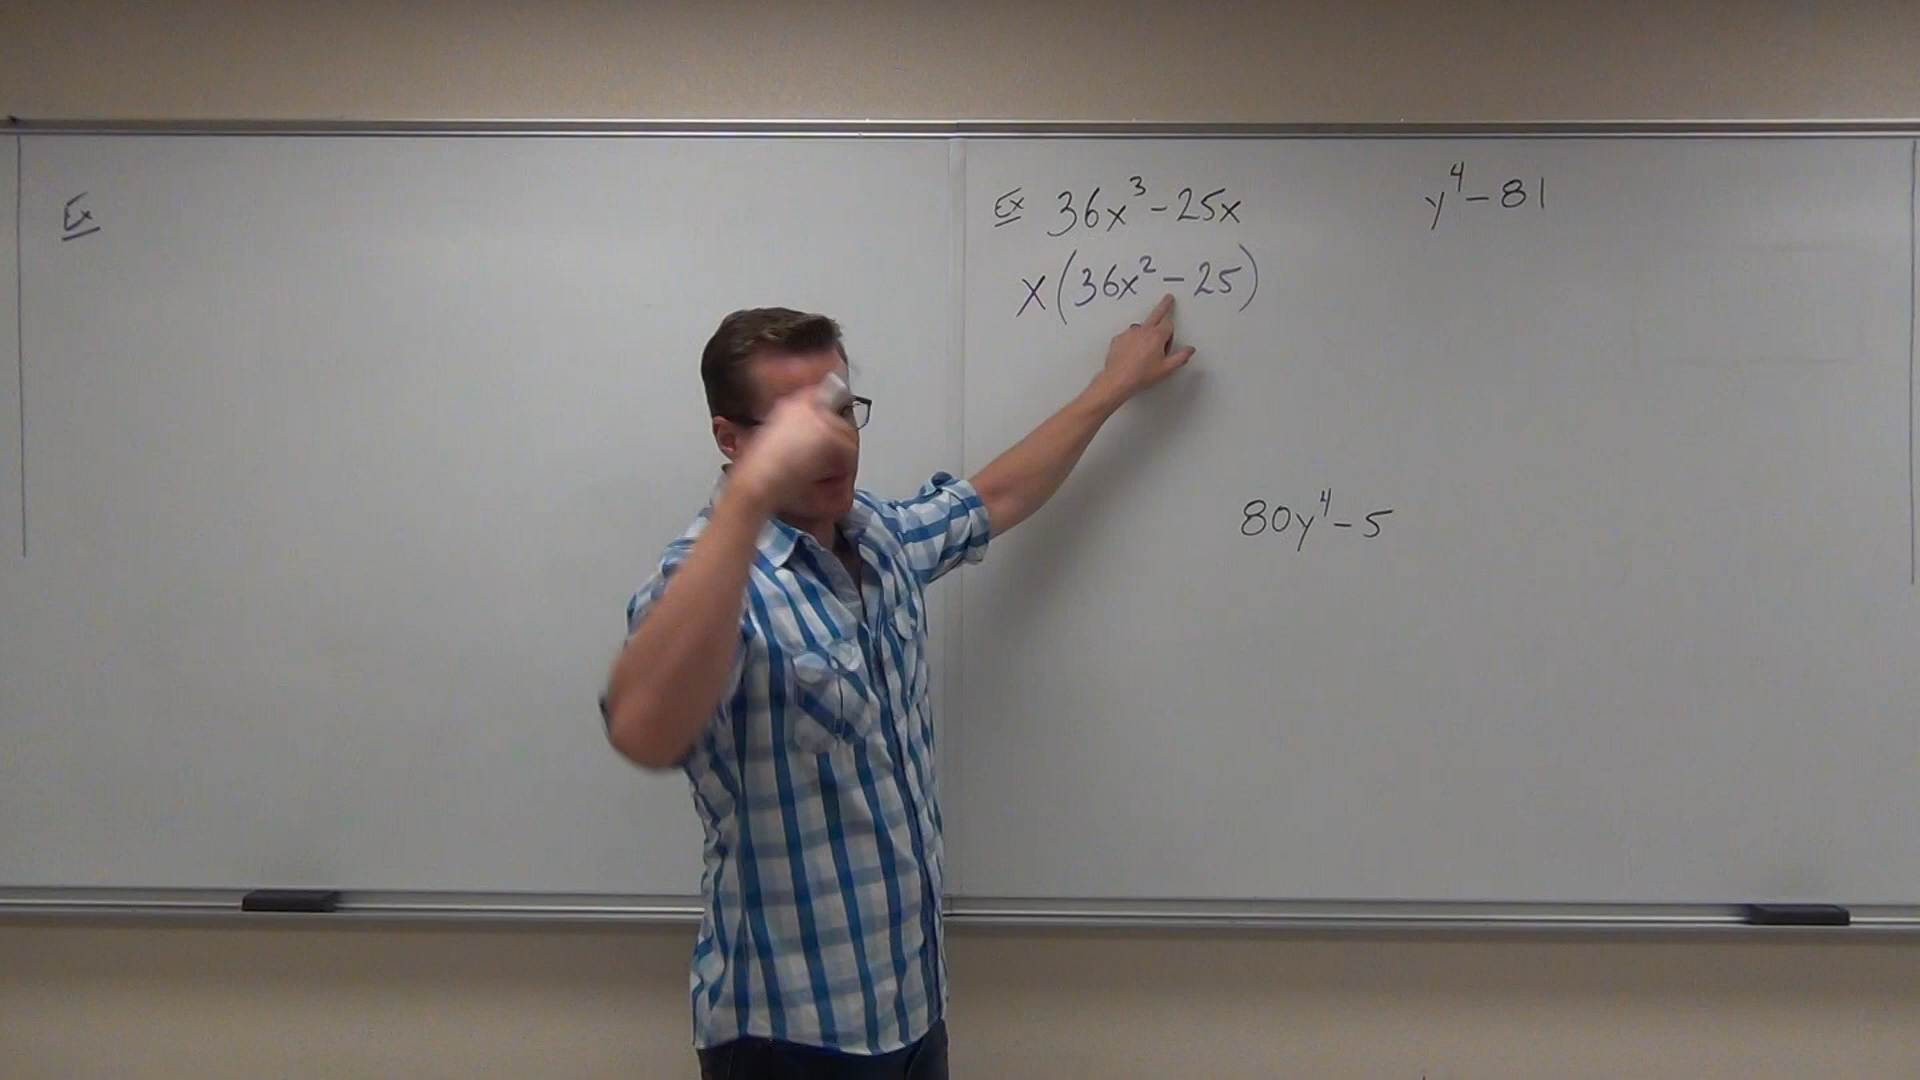 Ex
Ex 36x³ - 25x
x(36x² - 25)
y⁴ - 81
80y⁴ - 5